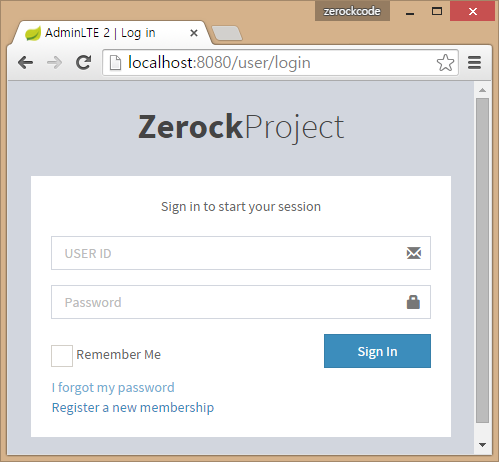 zerockcode
AdminLTE 2 | Log in
localhost:8080/user/login
ZerockProject
Sign in to start your session
USER ID
Password
Remember Me
Sign In
I forgot my password
Register a new membership